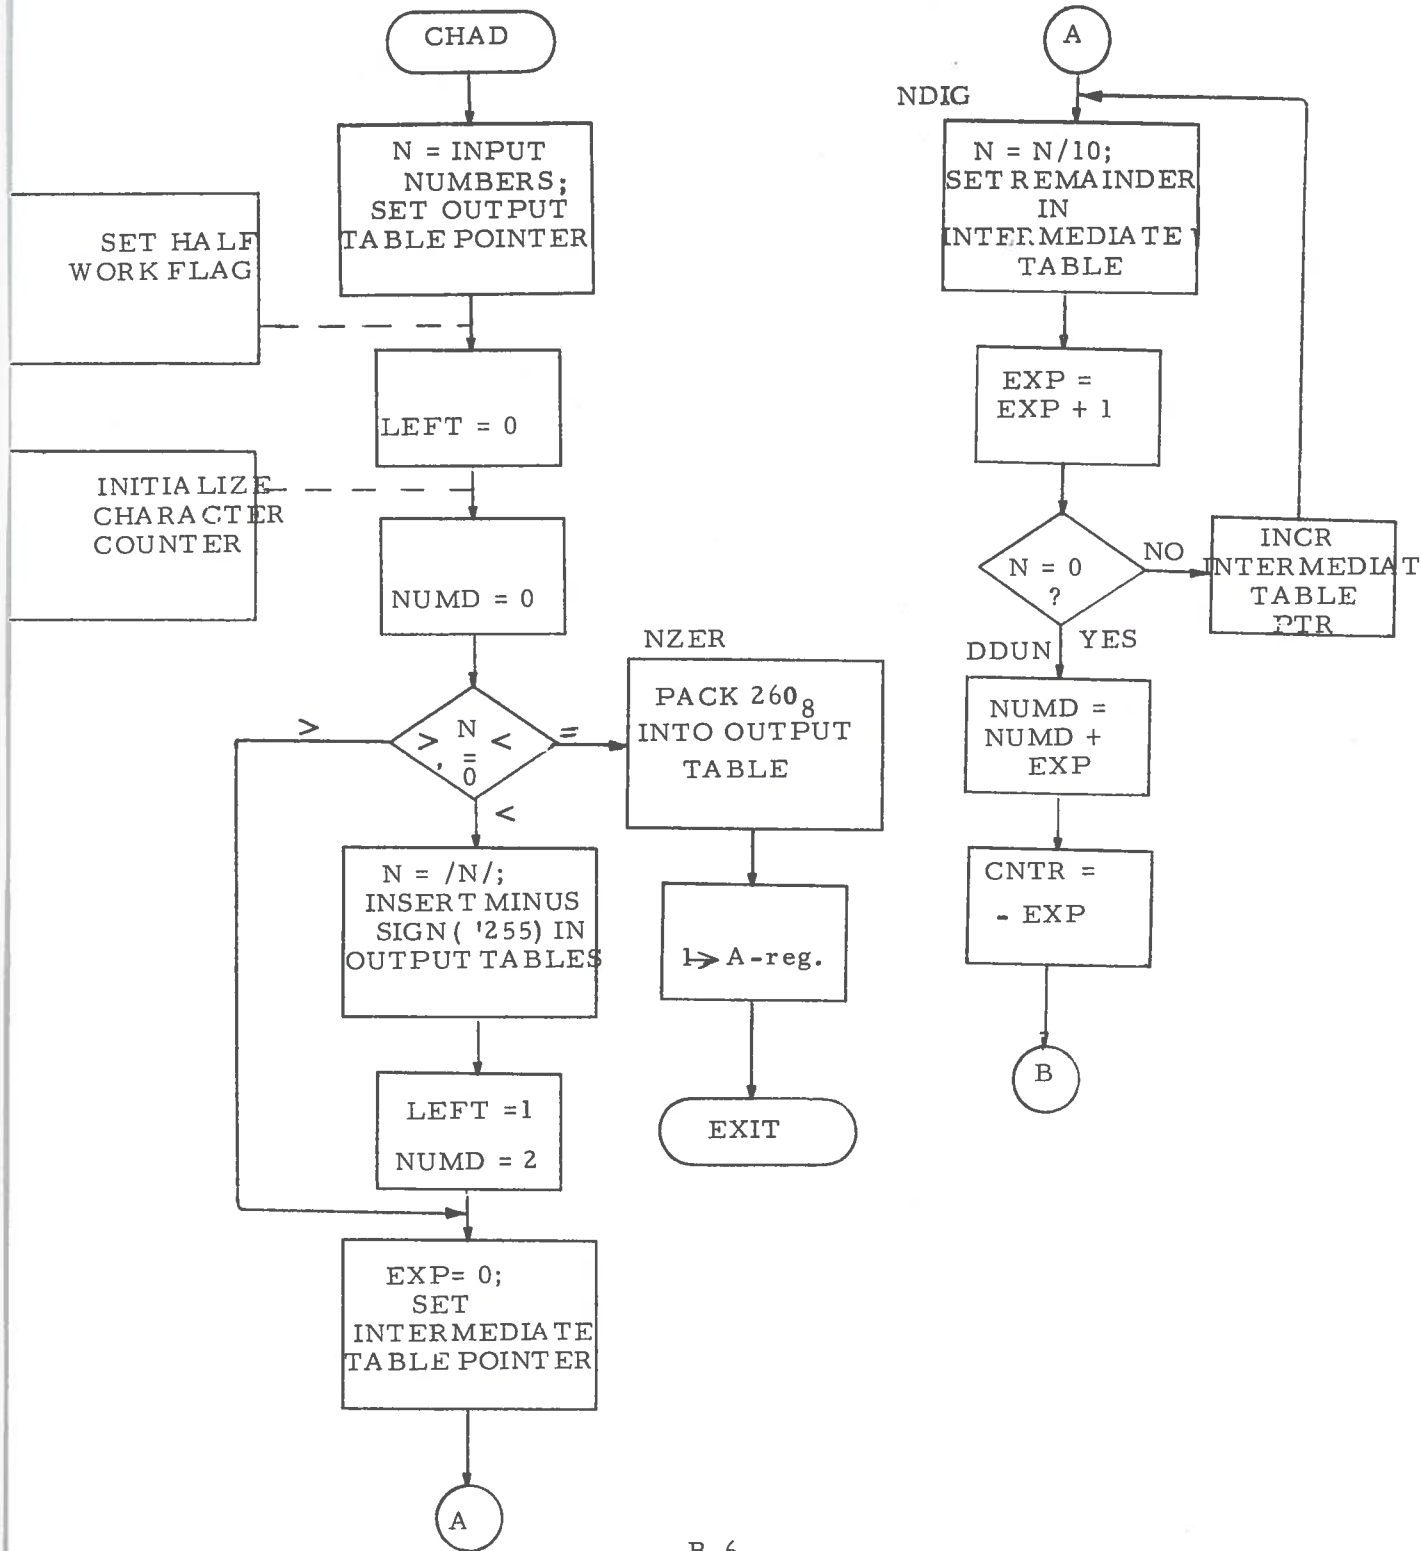 CHAD
N = INPUT
NUMBERS;
SET OUTPUT
TABLE POINTER
SET HALF
WORK FLAG
LEFT = 0
INITIALIZE
CHARACTER
COUNTER
NUMD = 0
N
> , = <
0
>
=
<
NZER
PACK 260₈
INTO OUTPUT
TABLE
1→ A-reg.
EXIT
N = /N/;
INSERT MINUS
SIGN ( '255) IN
OUTPUT TABLES
LEFT =1
NUMD = 2
EXP= 0;
SET
INTERMEDIATE
TABLE POINTER
A
A
NDIG
N = N/10;
SET REMAINDER
IN
INTERMEDIATE
TABLE
EXP =
EXP + 1
N = 0
?
NO
INCR
INTERMEDIAT
TABLE
PTR
YES
DDUN
NUMD =
NUMD +
EXP
CNTR =
- EXP
B